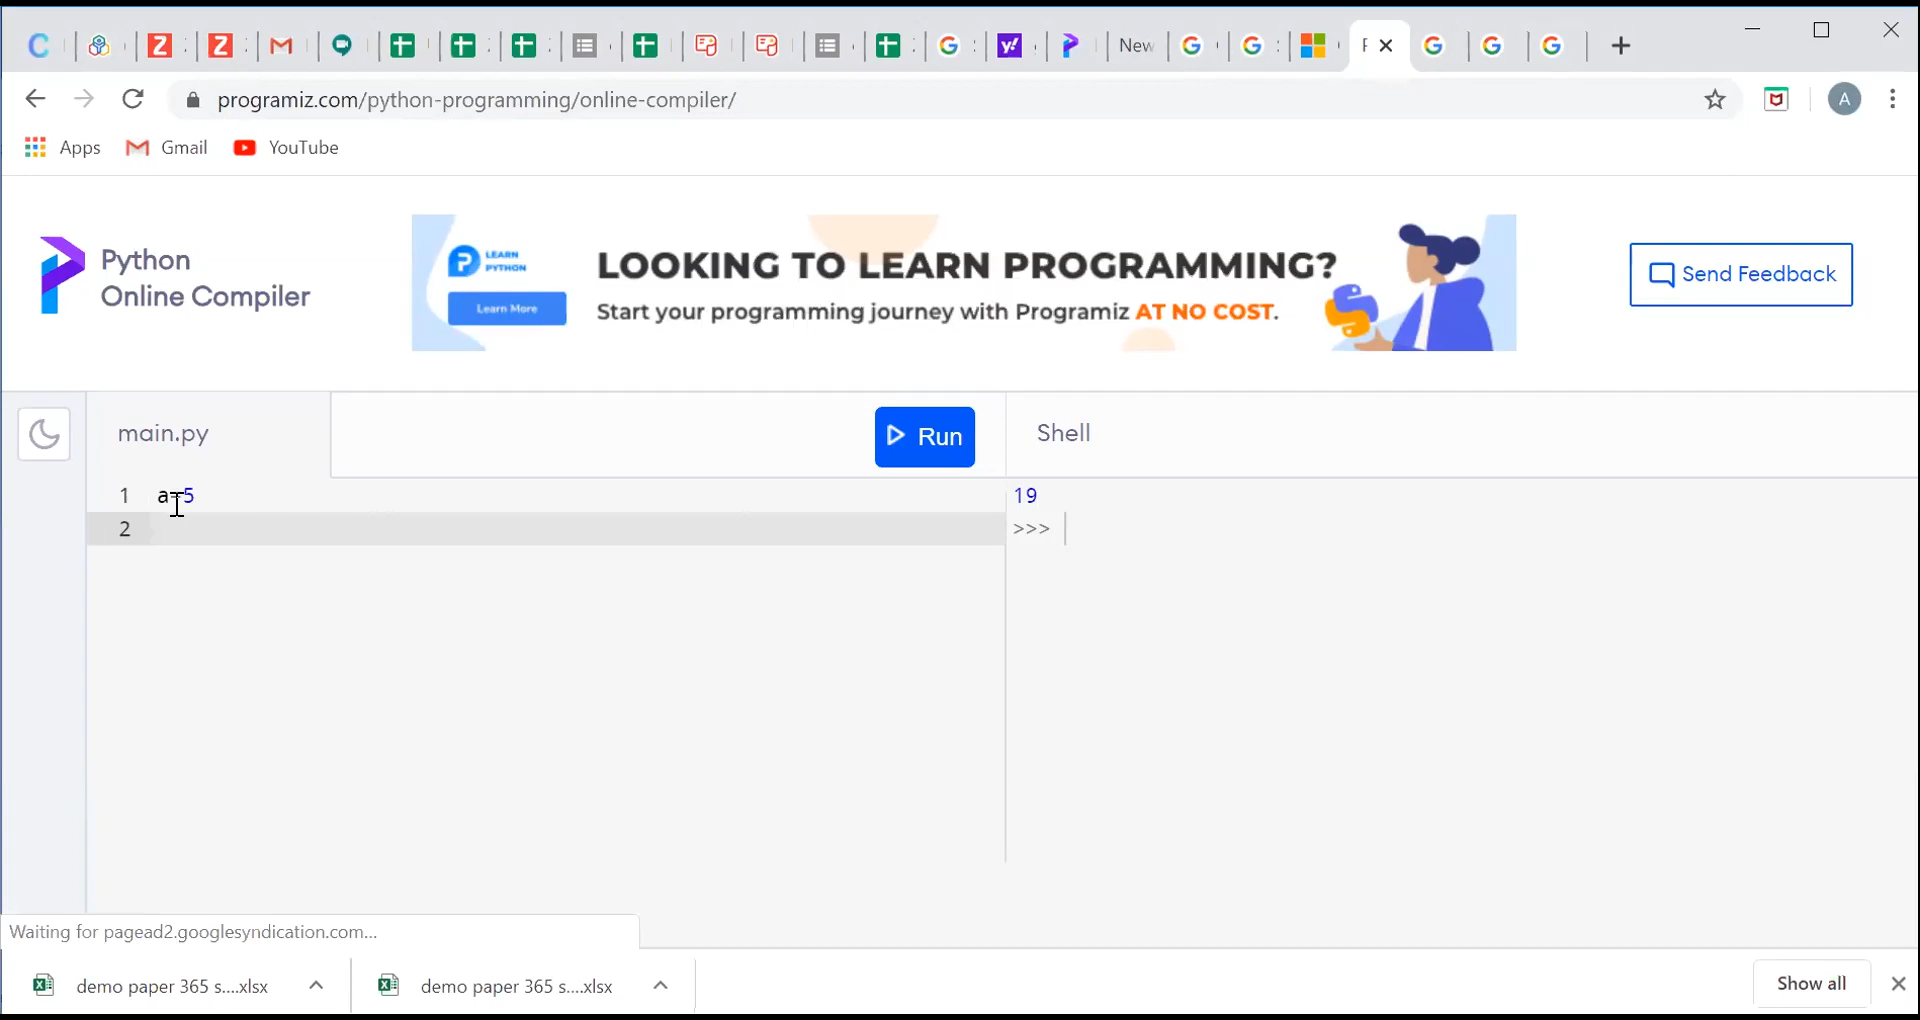 New
programiz.com/python-programming/online-compiler/
A
Apps Gmail YouTube
Python
Online Compiler
LEARN
PYTHON
Learn More
LOOKING TO LEARN PROGRAMMING?
Start your programming journey with Programiz AT NO COST.
Send Feedback
main.py
Run
Shell
1 a=5
2
19
>>>
Waiting for pagead2.googlesyndication.com...
demo paper 365 s....xlsx
demo paper 365 s....xlsx
Show all